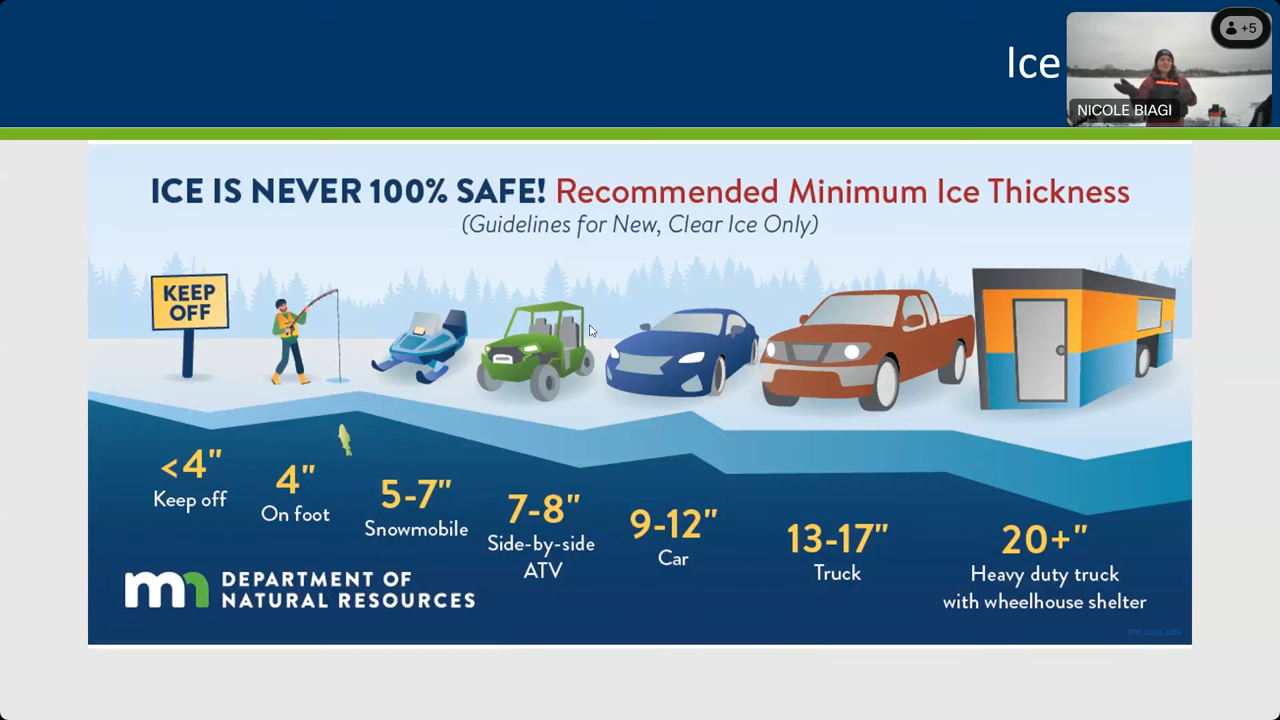 Ice
+5
NICOLE BIAGI
ICE IS NEVER 100% SAFE! Recommended Minimum Ice Thickness
(Guidelines for New, Clear Ice Only)
KEEP
OFF
<4"
Keep off
4"
On foot
5-7"
Snowmobile
7-8"
Side-by-side
ATV
9-12"
Car
13-17"
Truck
20+"
Heavy duty truck
with wheelhouse shelter
mn DEPARTMENT OF
NATURAL RESOURCES